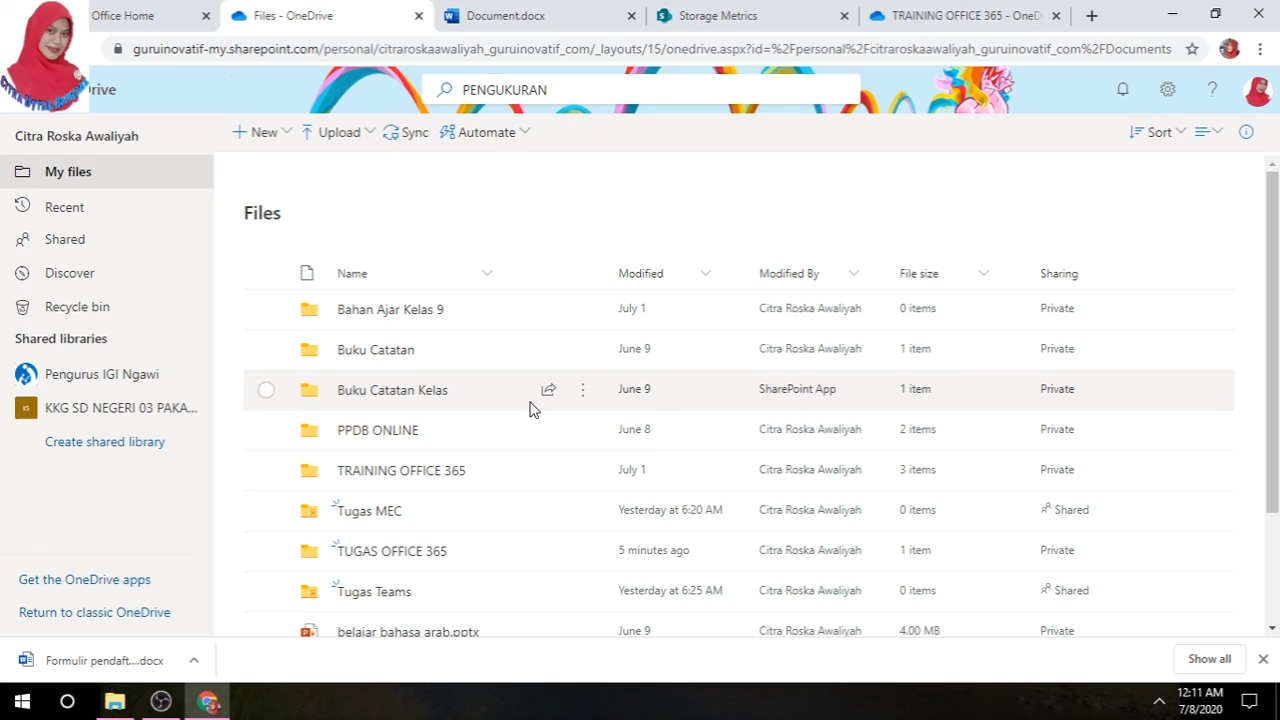 Office Home
Files - OneDrive
Document.docx
Storage Metrics
TRAINING OFFICE 365 - OneD
guruinovatif-my.sharepoint.com/personal/citraroskaawaliyah_guruinovatif_com/_layouts/15/onedrive.aspx?id=%2Fpersonal%2Fcitraroskaawaliyah_guruinovatif_com%2FDocuments
Drive
PENGUKURAN
Citra Roska Awaliyah
New
Upload
Sync
Automate
Sort
My files
Recent
Shared
Discover
Recycle bin
Shared libraries
Pengurus IGI Ngawi
KS KKG SD NEGERI 03 PAKA...
Create shared library
Get the OneDrive apps
Return to classic OneDrive
Files
Name Modified Modified By File size Sharing
Bahan Ajar Kelas 9 July 1 Citra Roska Awaliyah 0 items Private
Buku Catatan June 9 Citra Roska Awaliyah 1 item Private
Buku Catatan Kelas June 9 SharePoint App 1 item Private
PPDB ONLINE June 8 Citra Roska Awaliyah 2 items Private
TRAINING OFFICE 365 July 1 Citra Roska Awaliyah 3 items Private
Tugas MEC Yesterday at 6:20 AM Citra Roska Awaliyah 0 items Shared
TUGAS OFFICE 365 5 minutes ago Citra Roska Awaliyah 1 item Private
Tugas Teams Yesterday at 6:25 AM Citra Roska Awaliyah 0 items Shared
belajar bahasa arab.pptx June 9 Citra Roska Awaliyah 4.00 MB Private
Formulir pendaft....docx
Show all
12:11 AM
7/8/2020